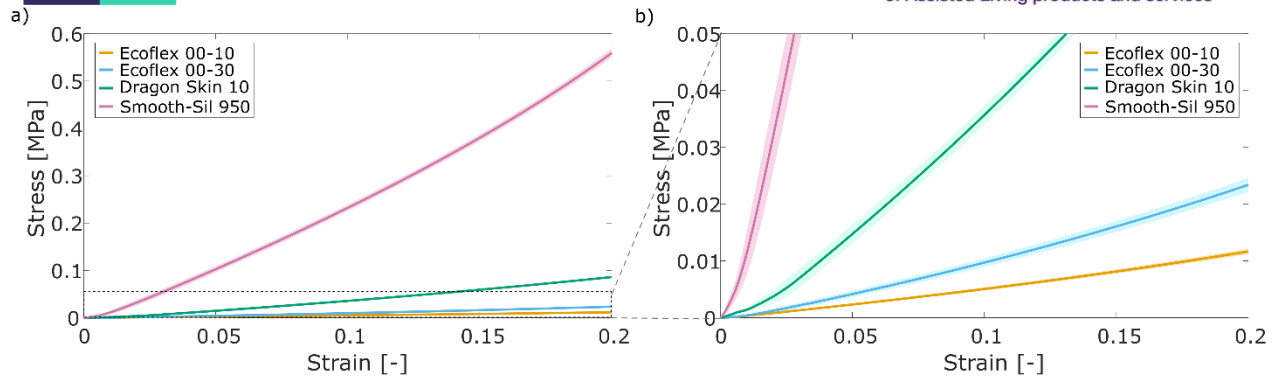 a)
0.6
0.5
0.4
0.3
0.2
0.1
0
Stress [MPa]
Ecoflex 00-10
Ecoflex 00-30
Dragon Skin 10
Smooth-Sil 950
0
0.05
0.1
0.15
0.2
Strain [-]
b)
0.05
0.04
0.03
0.02
0.01
0
Stress [MPa]
Ecoflex 00-10
Ecoflex 00-30
Dragon Skin 10
Smooth-Sil 950
0
0.05
0.1
0.15
0.2
Strain [-]